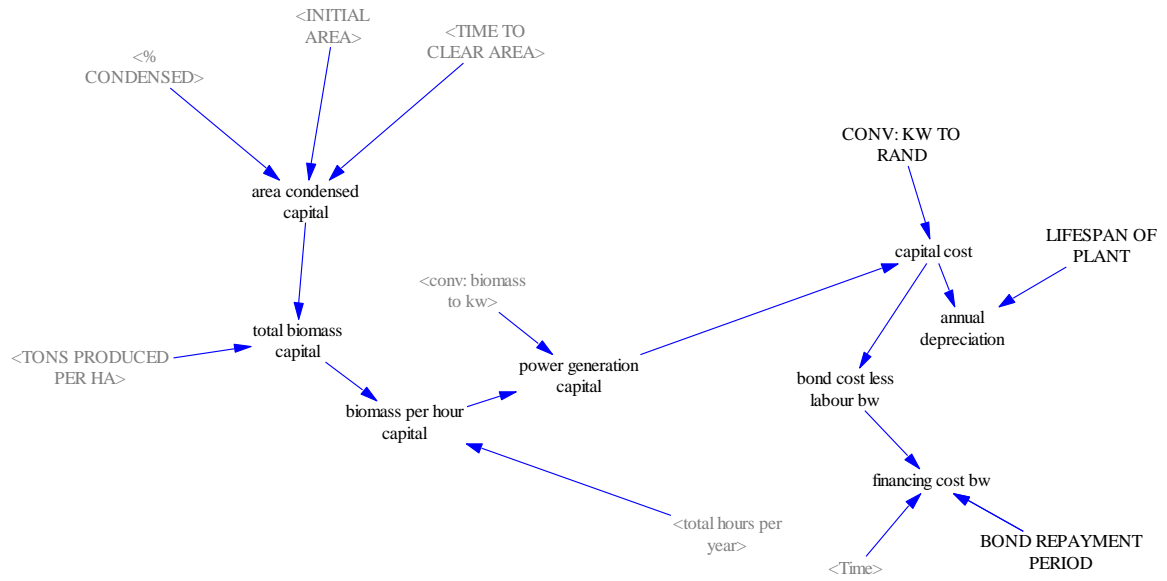 <INITIAL
AREA>
<TIME TO
CLEAR AREA>
<%
CONDENSED>
CONV: KW TO
RAND
area condensed
capital
LIFESPAN OF
PLANT
capital cost
<conv: biomass
to kw>
annual
depreciation
total biomass
capital
<TONS PRODUCED
PER HA>
power generation
capital
bond cost less
labour bw
biomass per hour
capital
financing cost bw
<total hours per
year>
BOND REPAYMENT
PERIOD
<Time>